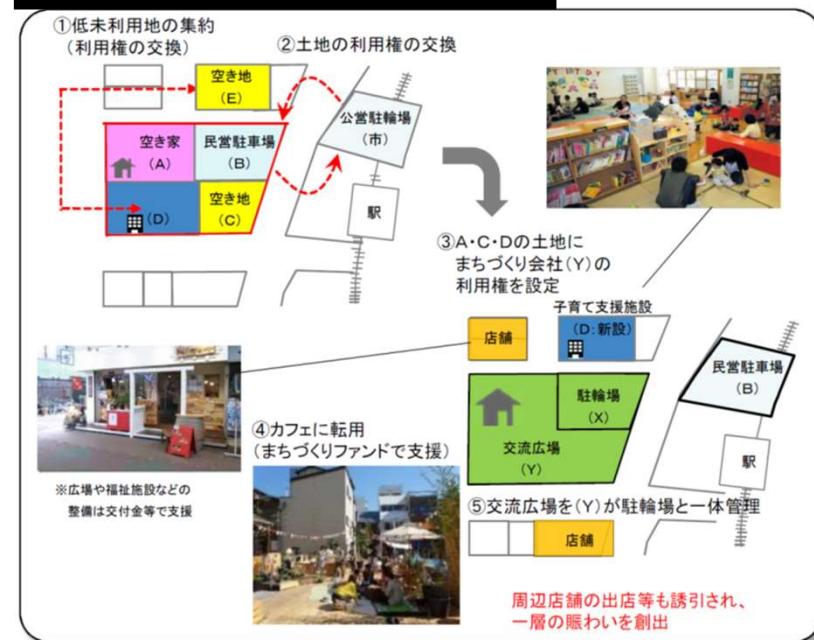 ①低未利用地の集約
(利用権の交換)
②土地の利用権の交換
空き地
(E)
公営駐輪場
(市)
空き家
(A)
民営駐車場
(B)
(D)
空き地
(C)
駅
③A・C・Dの土地に
まちづくり会社(Y)の
利用権を設定
子育て支援施設
(D:新設)
店舗
民営駐車場
(B)
駐輪場
(X)
交流広場
(Y)
駅
④カフェに転用
(まちづくりファンドで支援)
※広場や福祉施設などの
整備は交付金等で支援
⑤交流広場を(Y)が駐輪場と一体管理
店舗
周辺店舗の出店等も誘引され、
一層の賑わいを創出